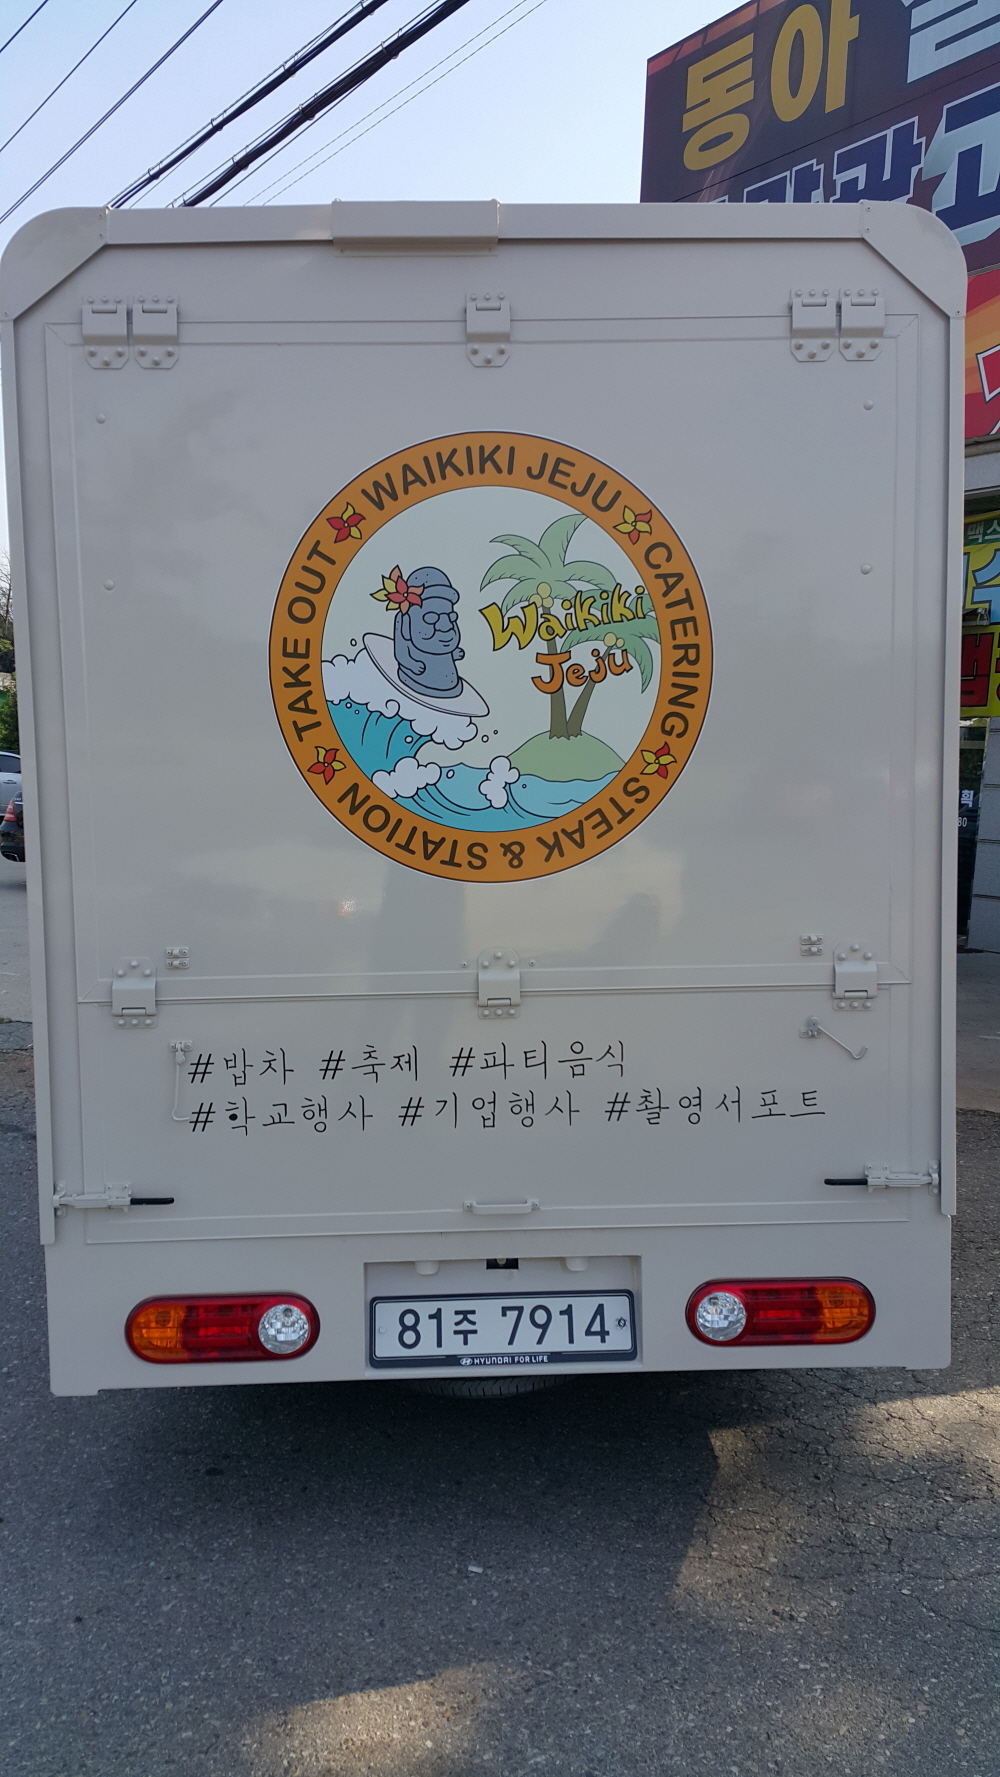 동아
광고
WAIKIKI JEJU
CATERING
STEAK & STATION
TAKE OUT
Waikiki
Jeju
#밥차 #축제 #파티음식
#학교행사 #기업행사 #촬영서포트
81주 7914
HYUNDAI FOR LIFE